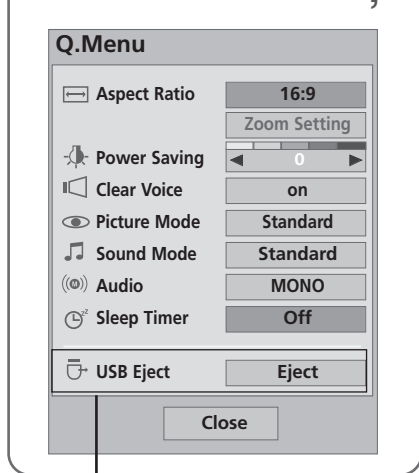 Q.Menu
Aspect Ratio 16:9
Zoom Setting
Power Saving 0
Clear Voice on
Picture Mode Standard
Sound Mode Standard
Audio MONO
Sleep Timer Off
USB Eject Eject
Close